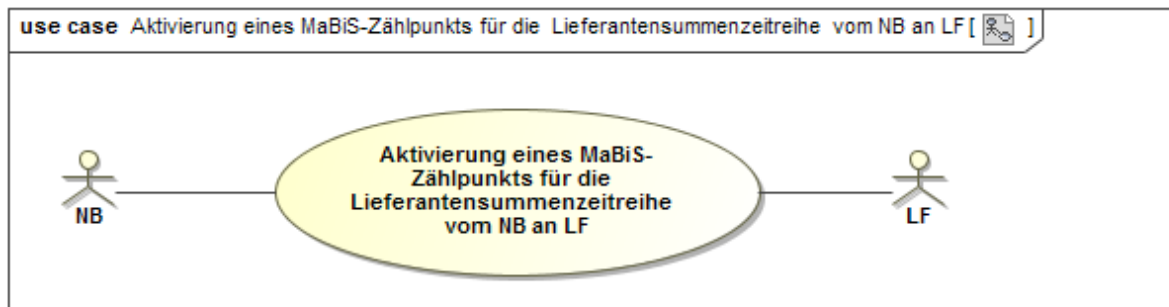 use case Aktivierung eines MaBiS-Zählpunkts für die Lieferantensummenzeitreihe vom NB an LF [ ]
Aktivierung eines MaBiS-
Zählpunkts für die
Lieferantensummenzeitreihe
vom NB an LF
NB
LF